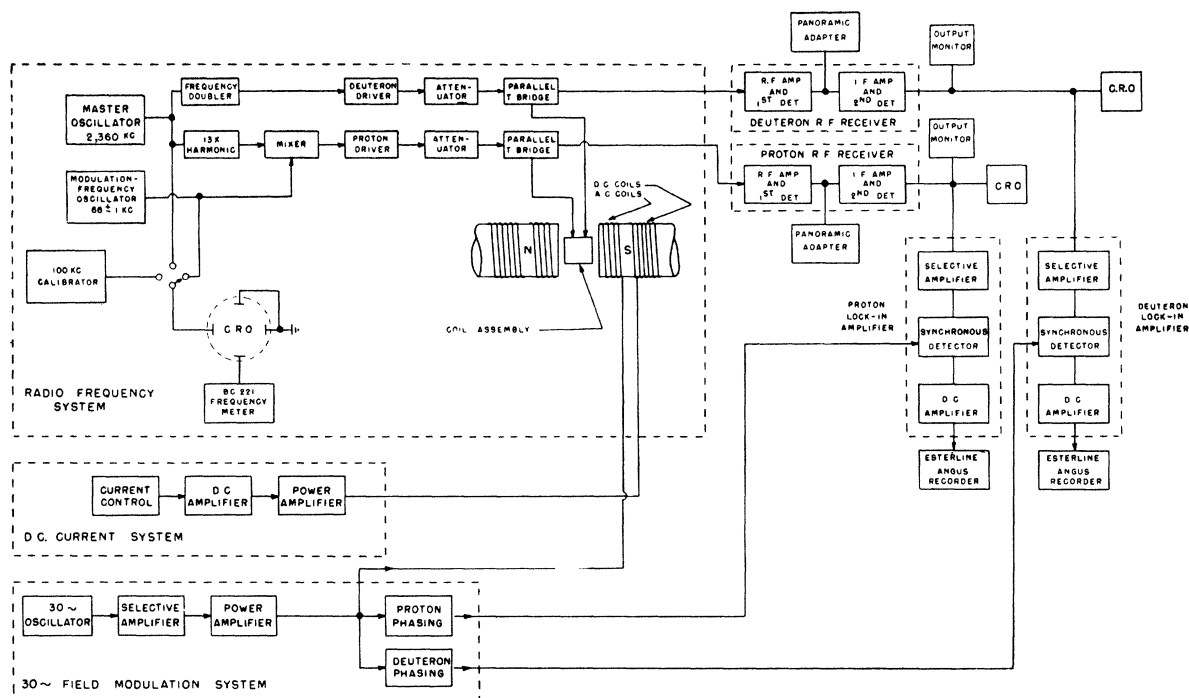 PANORAMIC
ADAPTER
OUTPUT
MONITOR
C.R.O
FREQUENCY
DOUBLER
DEUTERON
DRIVER
ATTEN-
UATOR
PARALLEL
T BRIDGE
R.F AMP
AND
1ST DET
I F AMP
AND
2ND DET
DEUTERON R F RECEIVER
MASTER
OSCILLATOR
2,360 KC
13X
HARMONIC
MIXER
PROTON
DRIVER
ATTEN-
UATOR
PARALLEL
T BRIDGE
PROTON R.F RECEIVER
R F AMP
AND
1ST DET
I F AMP
AND
2ND DET
OUTPUT
MONITOR
C R O
PANORAMIC
ADAPTER
MODULATION-
FREQUENCY
OSCILLATOR
66 ± 1 KC
D C COILS
A C COILS
N
S
100 KC
CALIBRATOR
C R O
COIL ASSEMBLY
BC 221
FREQUENCY
METER
RADIO FREQUENCY
SYSTEM
SELECTIVE
AMPLIFIER
SYNCHRONOUS
DETECTOR
D C
AMPLIFIER
ESTERLINE
ANGUS
RECORDER
PROTON
LOCK-IN
AMPLIFIER
SELECTIVE
AMPLIFIER
SYNCHRONOUS
DETECTOR
D C
AMPLIFIER
ESTERLINE
ANGUS
RECORDER
DEUTERON
LOCK-IN
AMPLIFIER
CURRENT
CONTROL
D C
AMPLIFIER
POWER
AMPLIFIER
D.C. CURRENT SYSTEM
30 ~
OSCILLATOR
SELECTIVE
AMPLIFIER
POWER
AMPLIFIER
PROTON
PHASING
DEUTERON
PHASING
30~ FIELD MODULATION SYSTEM